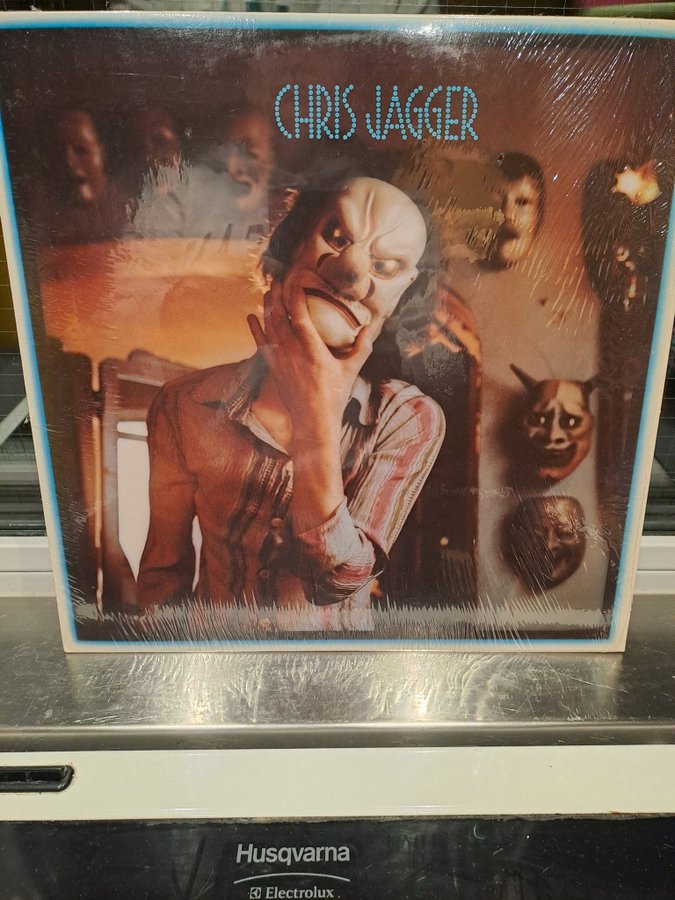 CHRIS JAGGER
Husqvarna
Electrolux